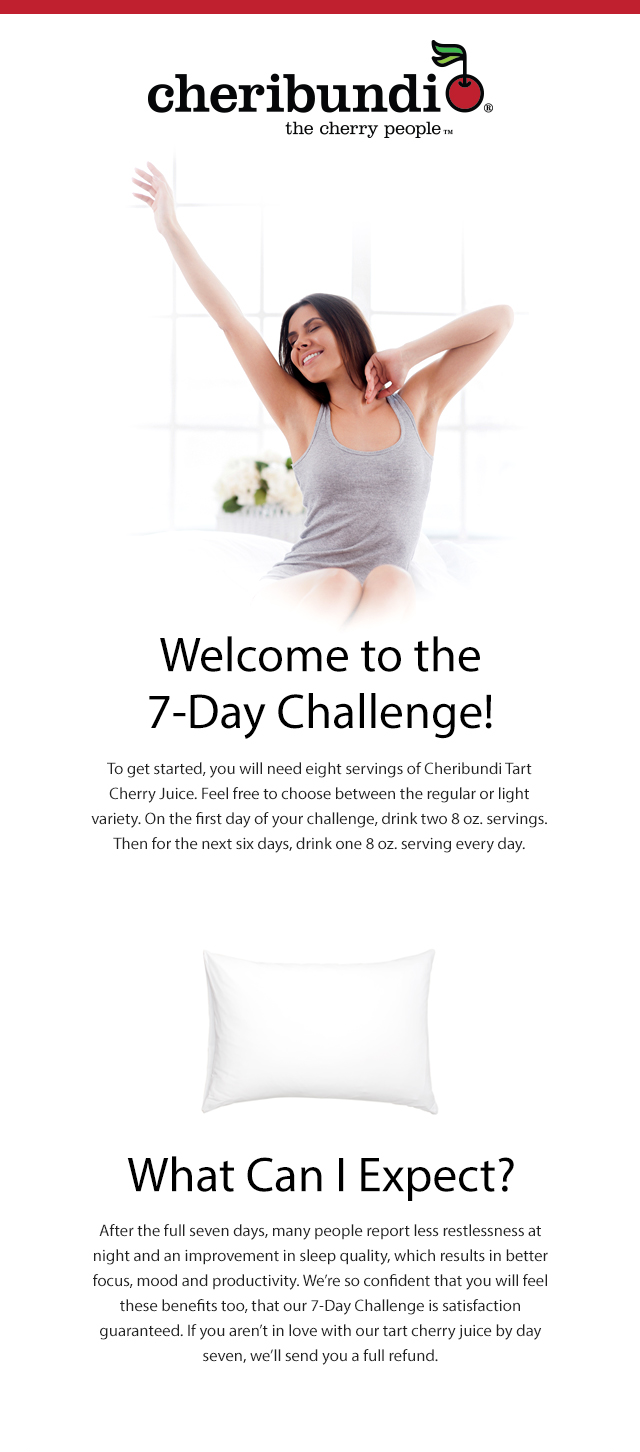 cheribundi®
the cherry people™
Welcome to the
7-Day Challenge!
To get started, you will need eight servings of Cheribundi Tart
Cherry Juice. Feel free to choose between the regular or light
variety. On the first day of your challenge, drink two 8 oz. servings.
Then for the next six days, drink one 8 oz. serving every day.
What Can I Expect?
After the full seven days, many people report less restlessness at
night and an improvement in sleep quality, which results in better
focus, mood and productivity. We’re so confident that you will feel
these benefits too, that our 7-Day Challenge is satisfaction
guaranteed. If you aren’t in love with our tart cherry juice by day
seven, we’ll send you a full refund.